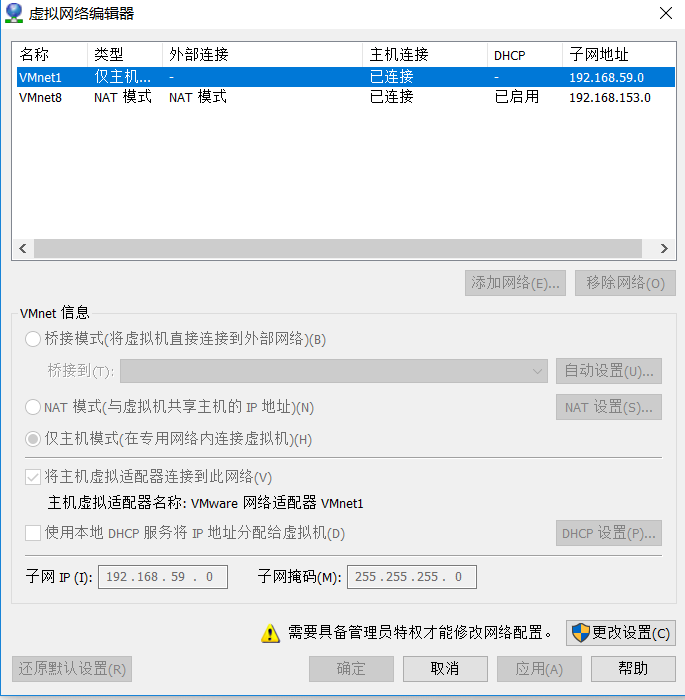 虚拟网络编辑器
名称 类型 外部连接 主机连接 DHCP 子网地址
VMnet1 仅主机... - 已连接 - 192.168.59.0
VMnet8 NAT 模式 NAT 模式 已连接 已启用 192.168.153.0
添加网络(E)... 移除网络(O)
VMnet 信息
桥接模式(将虚拟机直接连接到外部网络)(B)
桥接到(T): 自动设置(U)...
NAT 模式(与虚拟机共享主机的 IP 地址)(N) NAT 设置(S)...
仅主机模式(在专用网络内连接虚拟机)(H)
将主机虚拟适配器连接到此网络(V)
主机虚拟适配器名称: VMware 网络适配器 VMnet1
使用本地 DHCP 服务将 IP 地址分配给虚拟机(D) DHCP 设置(P)...
子网 IP (I): 192 . 168 . 59 . 0 子网掩码(M): 255 . 255 . 255 . 0
需要具备管理员特权才能修改网络配置。 更改设置(C)
还原默认设置(R) 确定 取消 应用(A) 帮助